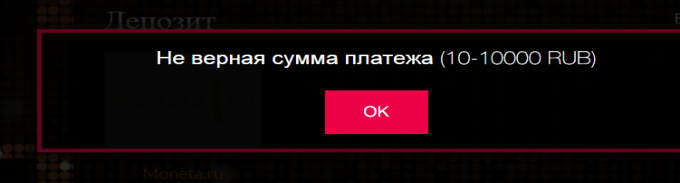 Депозит
Не верная сумма платежа (10-10000 RUB)
OK
Moneta.ru